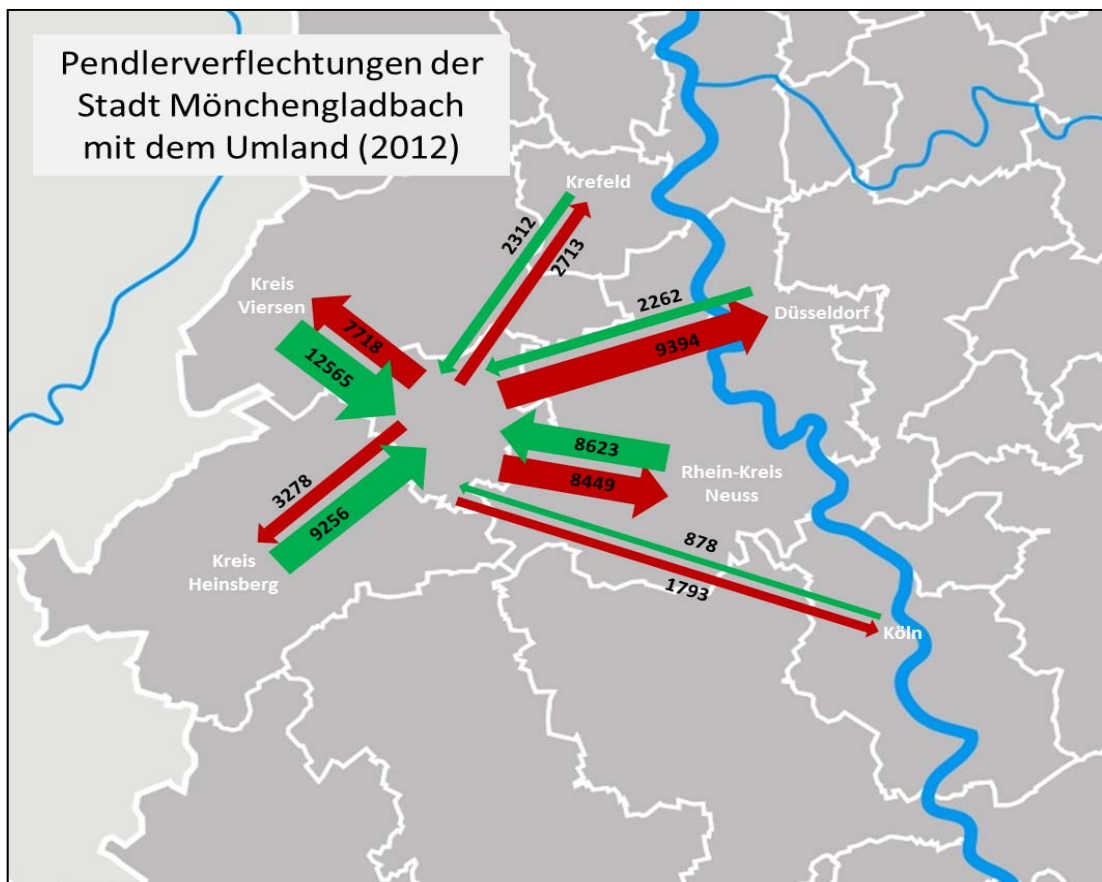 Pendlerverflechtungen der
Stadt Mönchengladbach
mit dem Umland (2012)
Krefeld
2312
2713
Kreis
Viersen
7718
12565
2262
9394
Düsseldorf
8623
8449
Rhein-Kreis
Neuss
3278
9256
Kreis
Heinsberg
878
1793
Köln